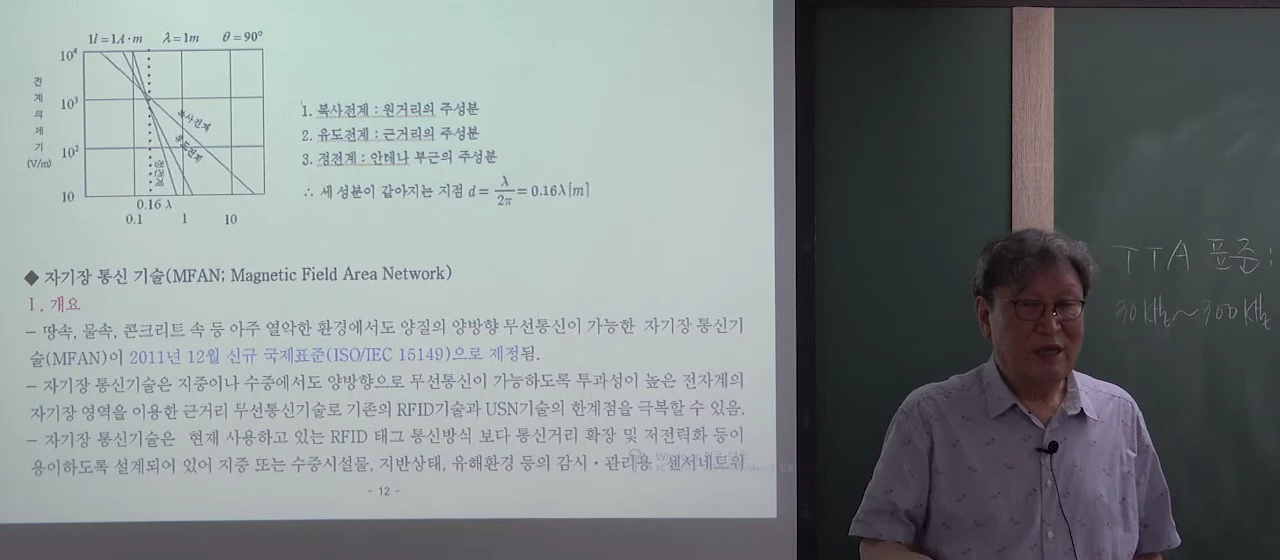 1l=1A·m λ=1m θ=90°
전계의세기
(V/m)
10⁴
10³
10²
10
복사전계
유도전계
정전계
0.16 λ
0.1 1 10
1. 복사전계 : 원거리의 주성분
2. 유도전계 : 근거리의 주성분
3. 정전계 : 안테나 부근의 주성분
∴ 세 성분이 같아지는 지점 d = λ/2π = 0.16λ[m]
◆ 자기장 통신 기술(MFAN; Magnetic Field Area Network)
Ⅰ. 개요
- 땅속, 물속, 콘크리트 속 등 아주 열악한 환경에서도 양질의 양방향 무선통신이 가능한 자기장 통신기
술(MFAN)이 2011년 12월 신규 국제표준(ISO/IEC 15149)으로 제정됨.
- 자기장 통신기술은 지중이나 수중에서도 양방향으로 무선통신이 가능하도록 투과성이 높은 전자계의
자기장 영역을 이용한 근거리 무선통신기술로 기존의 RFID기술과 USN기술의 한계점을 극복할 수 있음.
- 자기장 통신기술은 현재 사용하고 있는 RFID 태그 통신방식 보다 통신거리 확장 및 저전력화 등이
용이하도록 설계되어 있어 지중 또는 수중시설물, 지반상태, 유해환경 등의 감시·관리용 센서네트워
- 12 -
TTA 표준:
30KHz~300KHz